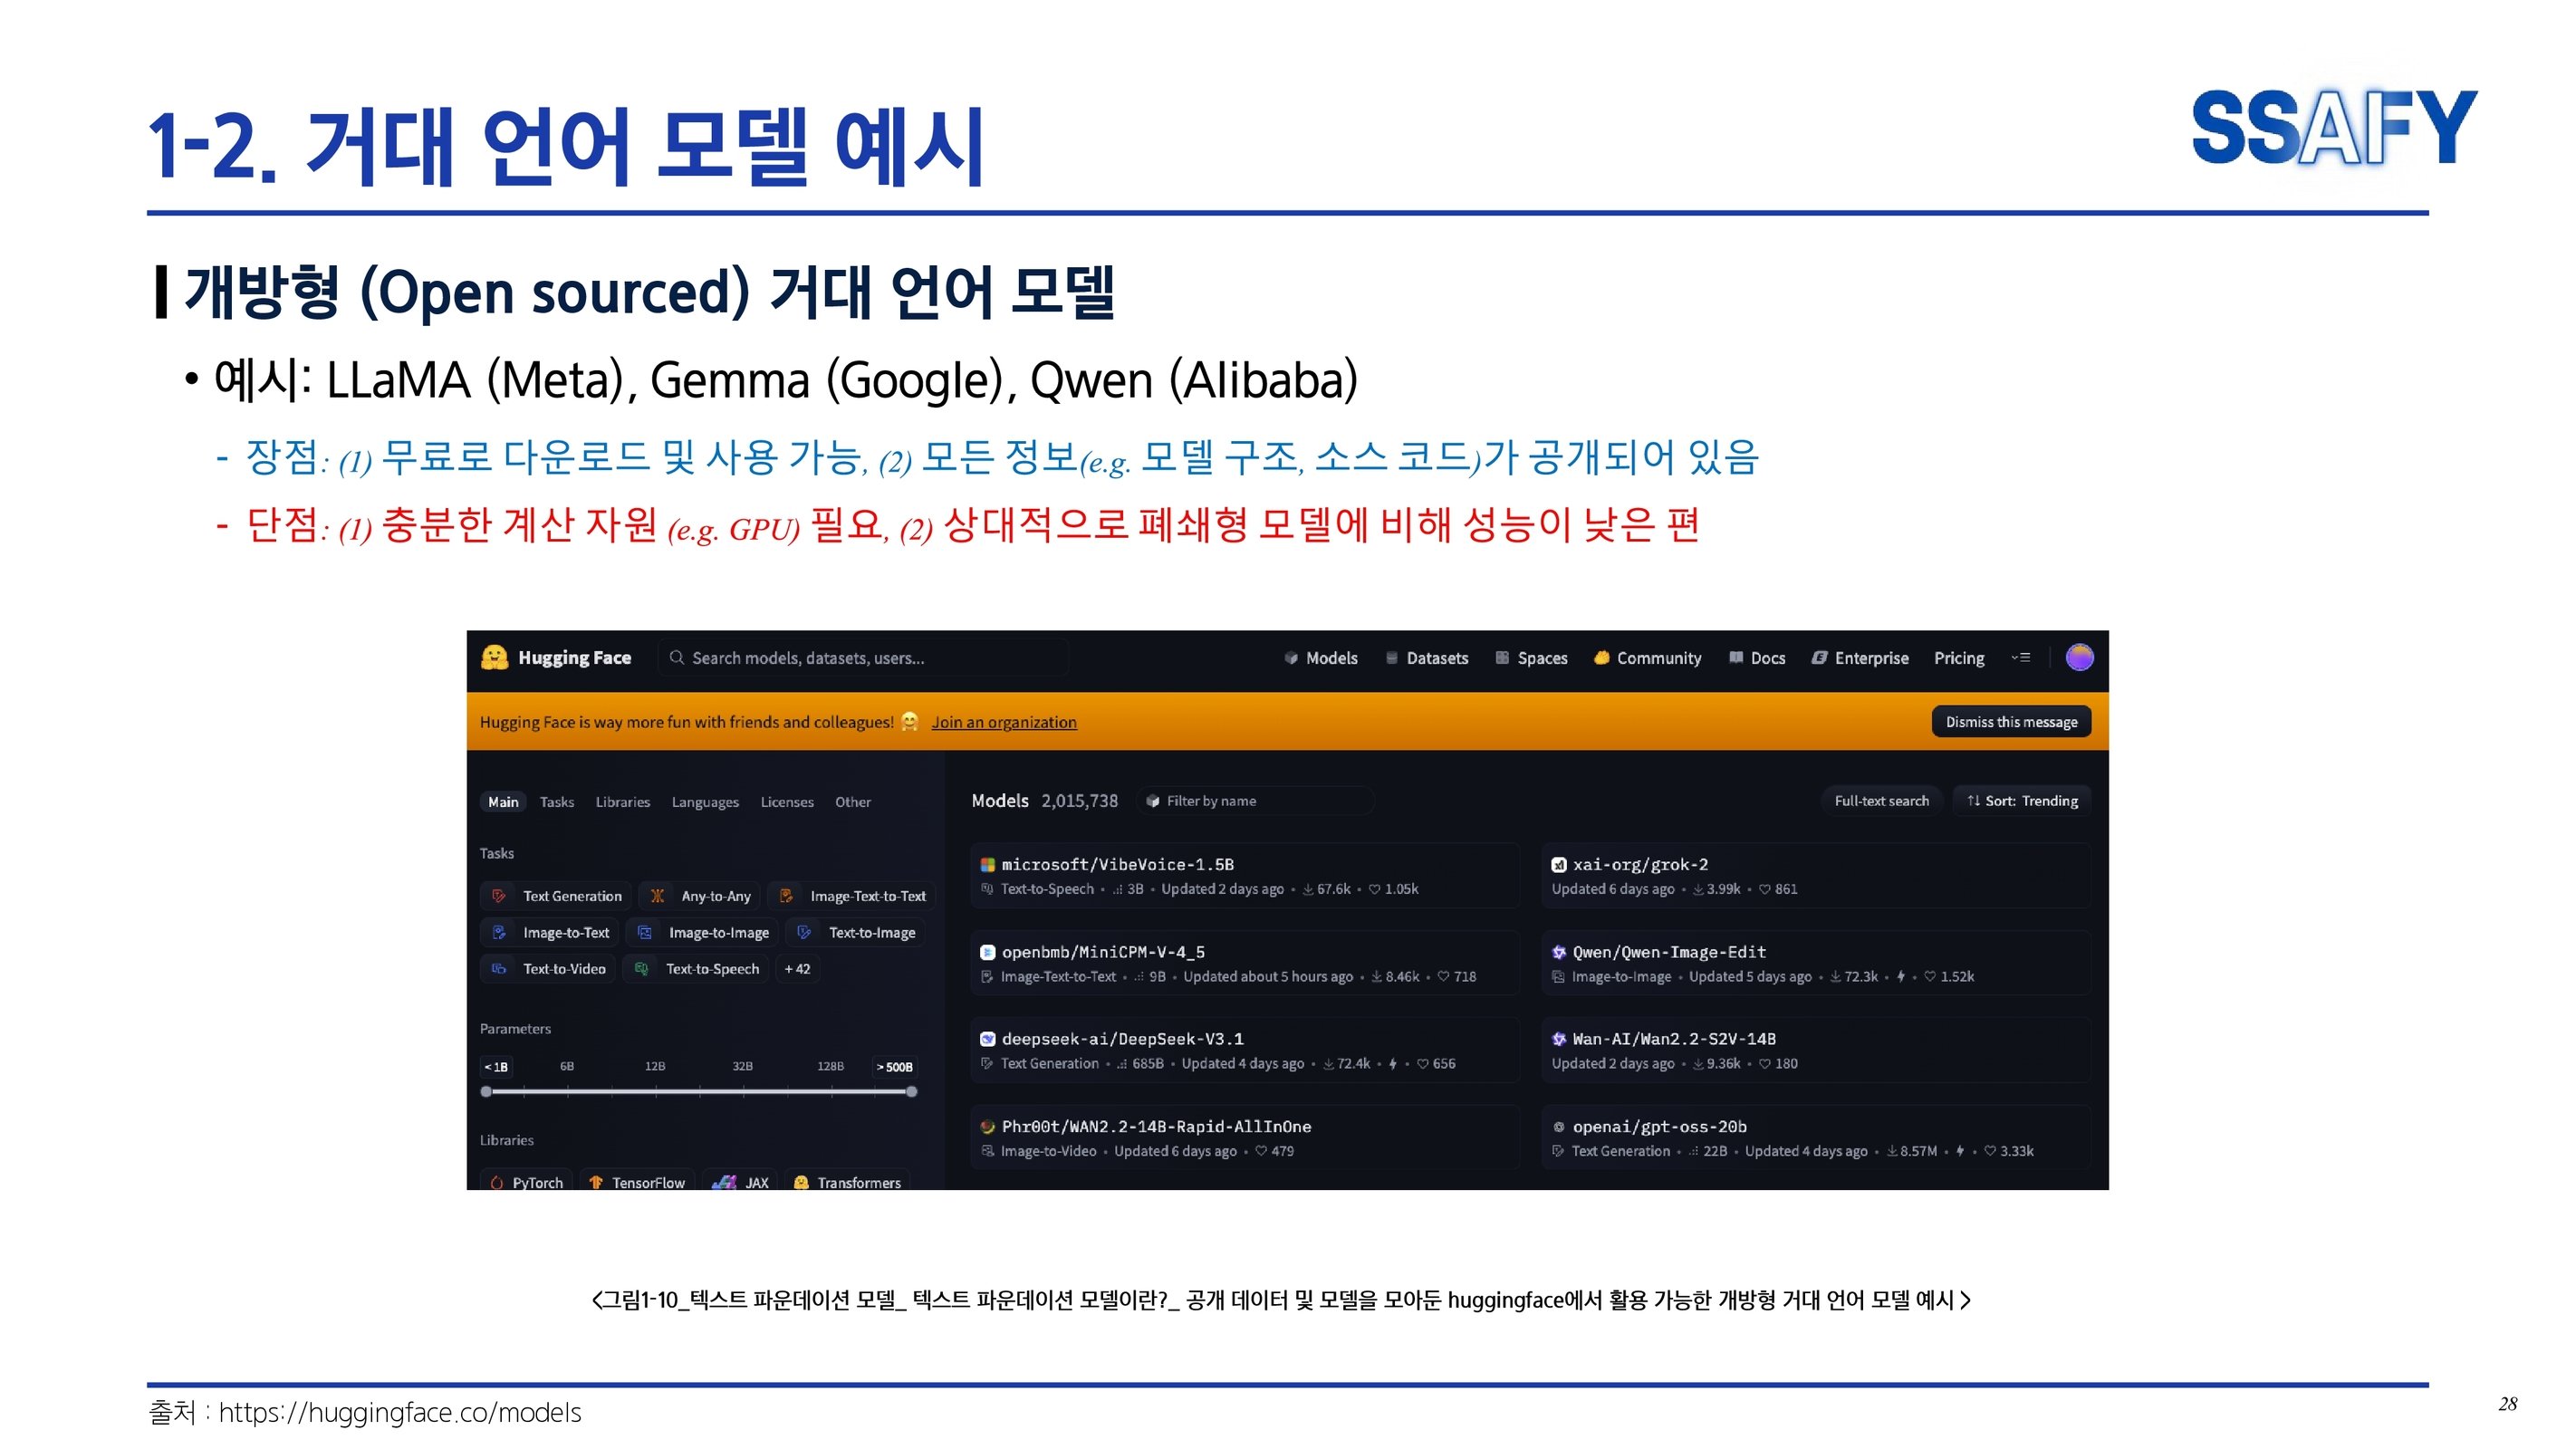 1-2. 거대 언어 모델 예시
SSAFY
개방형 (Open sourced) 거대 언어 모델
• 예시: LLaMA (Meta), Gemma (Google), Qwen (Alibaba)
- 장점: (1) 무료로 다운로드 및 사용 가능, (2) 모든 정보(e.g. 모델 구조, 소스 코드)가 공개되어 있음
- 단점: (1) 충분한 계산 자원 (e.g. GPU) 필요, (2) 상대적으로 폐쇄형 모델에 비해 성능이 낮은 편
Hugging Face Search models, datasets, users... Models Datasets Spaces Community Docs Enterprise Pricing
Hugging Face is way more fun with friends and colleagues! 🤗 Join an organization Dismiss this message
Main Tasks Libraries Languages Licenses Other
Tasks
Text Generation Any-to-Any Image-Text-to-Text
Image-to-Text Image-to-Image Text-to-Image
Text-to-Video Text-to-Speech +42
Parameters
<1B 6B 12B 32B 128B >500B
Libraries
PyTorch TensorFlow JAX Transformers
Models 2,015,738 Filter by name Full-text search ↑↓ Sort: Trending
microsoft/VibeVoice-1.5B
Text-to-Speech • 3B • Updated 2 days ago • 67.6k • 1.05k
xai-org/grok-2
Updated 6 days ago • 3.99k • 861
openbmb/MiniCPM-V-4_5
Image-Text-to-Text • 9B • Updated about 5 hours ago • 8.46k • 718
Qwen/Qwen-Image-Edit
Image-to-Image • Updated 5 days ago • 72.3k • 1.52k
deepseek-ai/DeepSeek-V3.1
Text Generation • 685B • Updated 4 days ago • 72.4k • 656
Wan-AI/Wan2.2-S2V-14B
Updated 2 days ago • 9.36k • 180
Phr00t/WAN2.2-14B-Rapid-AllInOne
Image-to-Video • Updated 6 days ago • 479
openai/gpt-oss-20b
Text Generation • 22B • Updated 4 days ago • 8.57M • 3.33k
<그림1-10_텍스트 파운데이션 모델_ 텍스트 파운데이션 모델이란?_ 공개 데이터 및 모델을 모아둔 huggingface에서 활용 가능한 개방형 거대 언어 모델 예시 >
출처 : https://huggingface.co/models
28